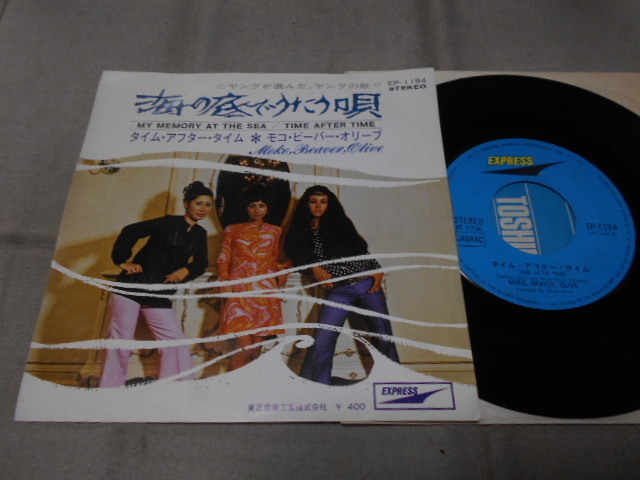 ☆ヤングが選んだ、ヤングの歌!!
EP-1194
STEREO
海の底でうたう唄
MY MEMORY AT THE SEA / TIME AFTER TIME
タイム・アフター・タイム * モコ・ビーバー・オリーブ
Moko, Beaver, Olive
東芝音楽工業株式会社 ¥400
EXPRESS
EXPRESS
TOSHI
STEREO
JASRAC
EP-1194
タイム・アフター・タイム
TIME AFTER TIME
MOKO, BEAVER, OLIVE